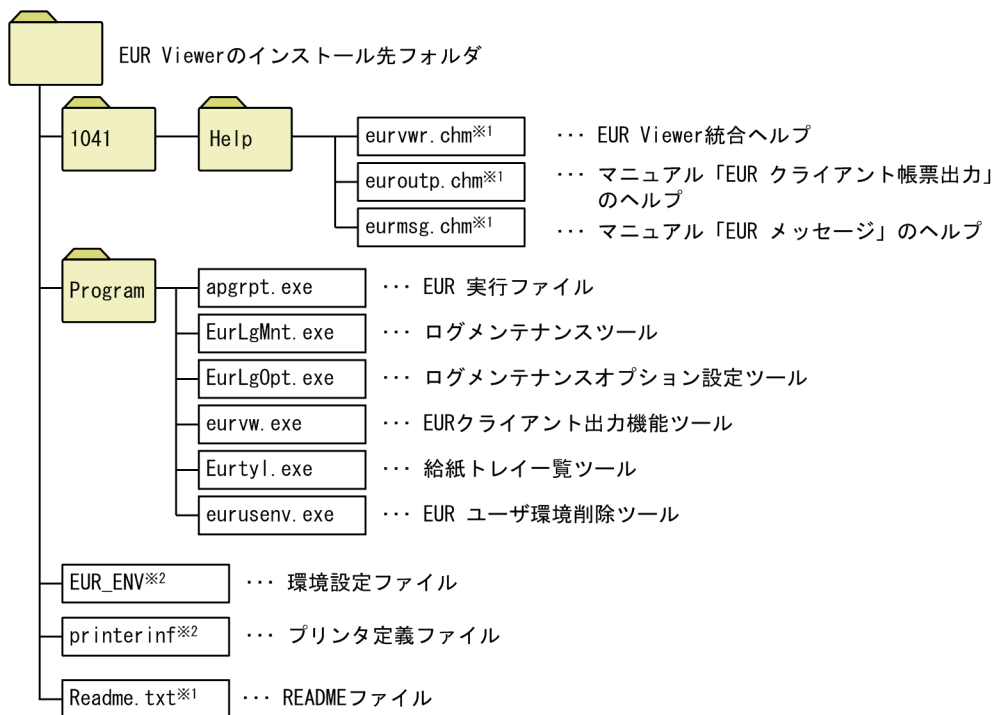 EUR Viewerのインストール先フォルダ
1041
Help
eurvwr.chm※1 ··· EUR Viewer統合ヘルプ
euroutp.chm※1 ··· マニュアル「EUR クライアント帳票出力」
のヘルプ
eurmsg.chm※1 ··· マニュアル「EUR メッセージ」のヘルプ
Program
apgrpt.exe ··· EUR 実行ファイル
EurLgMnt.exe ··· ログメンテナンスツール
EurLgOpt.exe ··· ログメンテナンスオプション設定ツール
eurvw.exe ··· EURクライアント出力機能ツール
Eurtyl.exe ··· 給紙トレイ一覧ツール
eurusenv.exe ··· EUR ユーザ環境削除ツール
EUR_ENV※2 ··· 環境設定ファイル
printerinf※2 ··· プリンタ定義ファイル
Readme.txt※1 ··· READMEファイル